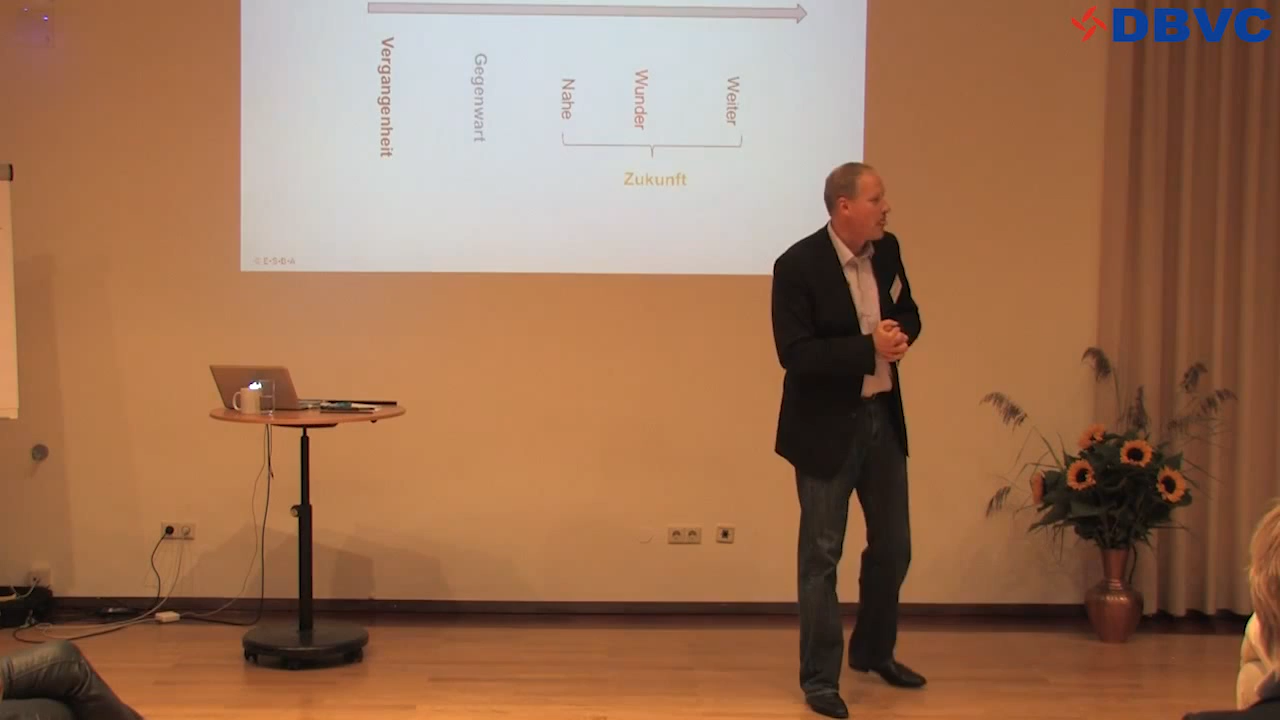 DBVC
Vergangenheit
Gegenwart
Nahe
Wunder
Weiter
Zukunft
© E•S•B•A